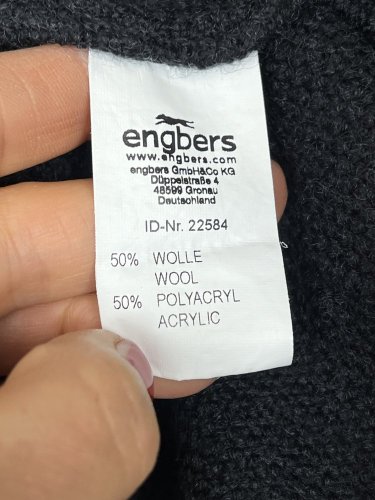 engbers
www.engbers.com
engbers GmbH&Co KG
Düppelstraße 4
48599 Gronau
Deutschland
ID-Nr. 22584
50% WOLLE
WOOL
50% POLYACRYL
ACRYLIC